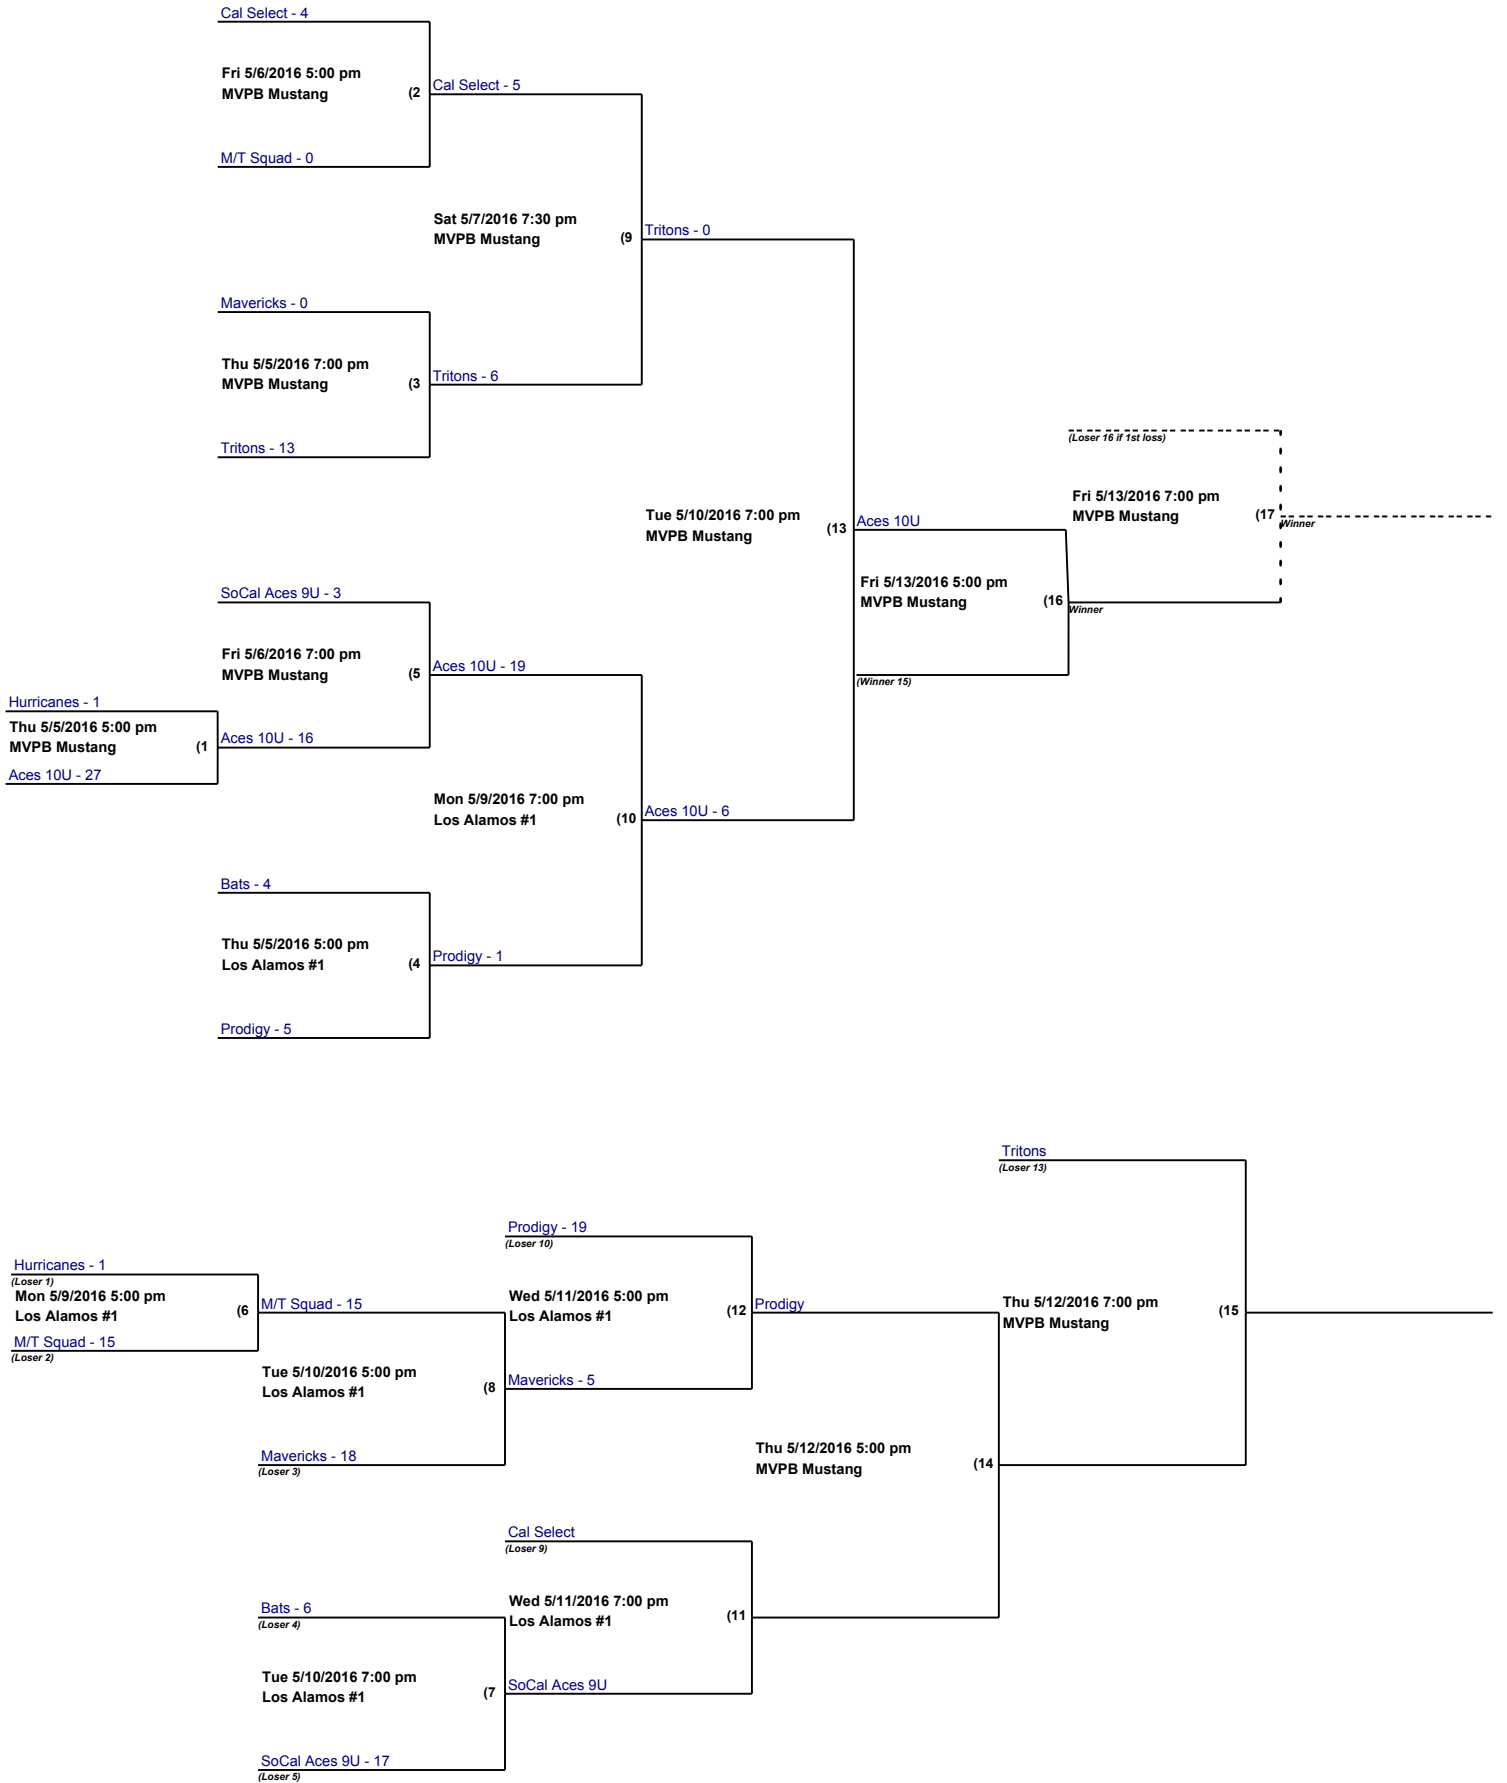 Cal Select - 4
Fri 5/6/2016 5:00 pm
MVPB Mustang
(2
Cal Select - 5
M/T Squad - 0
Sat 5/7/2016 7:30 pm
MVPB Mustang
(9
Tritons - 0
Mavericks - 0
Thu 5/5/2016 7:00 pm
MVPB Mustang
(3
Tritons - 6
Tritons - 13
(Loser 16 if 1st loss)
Fri 5/13/2016 7:00 pm
MVPB Mustang
(17
Winner
Tue 5/10/2016 7:00 pm
MVPB Mustang
(13
Aces 10U
Fri 5/13/2016 5:00 pm
MVPB Mustang
(16
Winner
(Winner 15)
SoCal Aces 9U - 3
Fri 5/6/2016 7:00 pm
MVPB Mustang
(5
Aces 10U - 19
Hurricanes - 1
Thu 5/5/2016 5:00 pm
MVPB Mustang
(1
Aces 10U - 16
Aces 10U - 27
Mon 5/9/2016 7:00 pm
Los Alamos #1
(10
Aces 10U - 6
Bats - 4
Thu 5/5/2016 5:00 pm
Los Alamos #1
(4
Prodigy - 1
Prodigy - 5
Tritons
(Loser 13)
Prodigy - 19
(Loser 10)
Hurricanes - 1
(Loser 1)
Mon 5/9/2016 5:00 pm
Los Alamos #1
(6
M/T Squad - 15
M/T Squad - 15
(Loser 2)
Wed 5/11/2016 5:00 pm
Los Alamos #1
(12
Prodigy
Thu 5/12/2016 7:00 pm
MVPB Mustang
(15
Tue 5/10/2016 5:00 pm
Los Alamos #1
(8
Mavericks - 5
Mavericks - 18
(Loser 3)
Thu 5/12/2016 5:00 pm
MVPB Mustang
(14
Cal Select
(Loser 9)
Wed 5/11/2016 7:00 pm
Los Alamos #1
(11
Bats - 6
(Loser 4)
Tue 5/10/2016 7:00 pm
Los Alamos #1
(7
SoCal Aces 9U
SoCal Aces 9U - 17
(Loser 5)